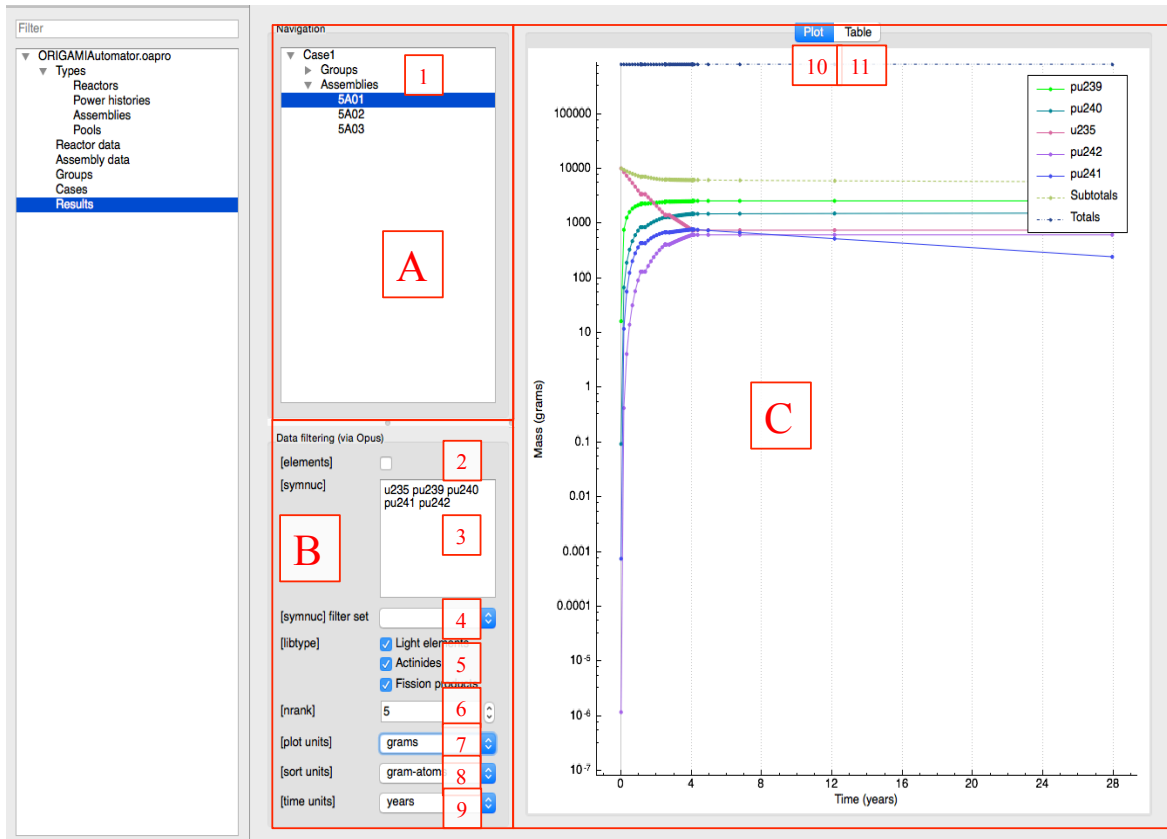 Filter
ORIGAMIAutomator.oapro
Types
Reactors
Power histories
Assemblies
Pools
Reactor data
Assembly data
Groups
Cases
Results
Navigation
Case1
Groups
Assemblies
5A01
5A02
5A03
1
A
Data filtering (via Opus)
[elements]
2
[symnuc]
u235 pu239 pu240
pu241 pu242
3
B
[symnuc] filter set
4
[libtype]
Light elements
Actinides
5
Fission products
[nrank]
5
6
[plot units]
grams
7
[sort units]
gram-atom
8
[time units]
years
9
Plot Table
10 11
pu239
pu240
u235
pu242
pu241
Subtotals
Totals
C
Mass (grams)
100000
10000
1000
100
10
1
0.1
0.01
0.001
0.0001
10-5
10-6
10-7
0 4 8 12 16 20 24 28
Time (years)